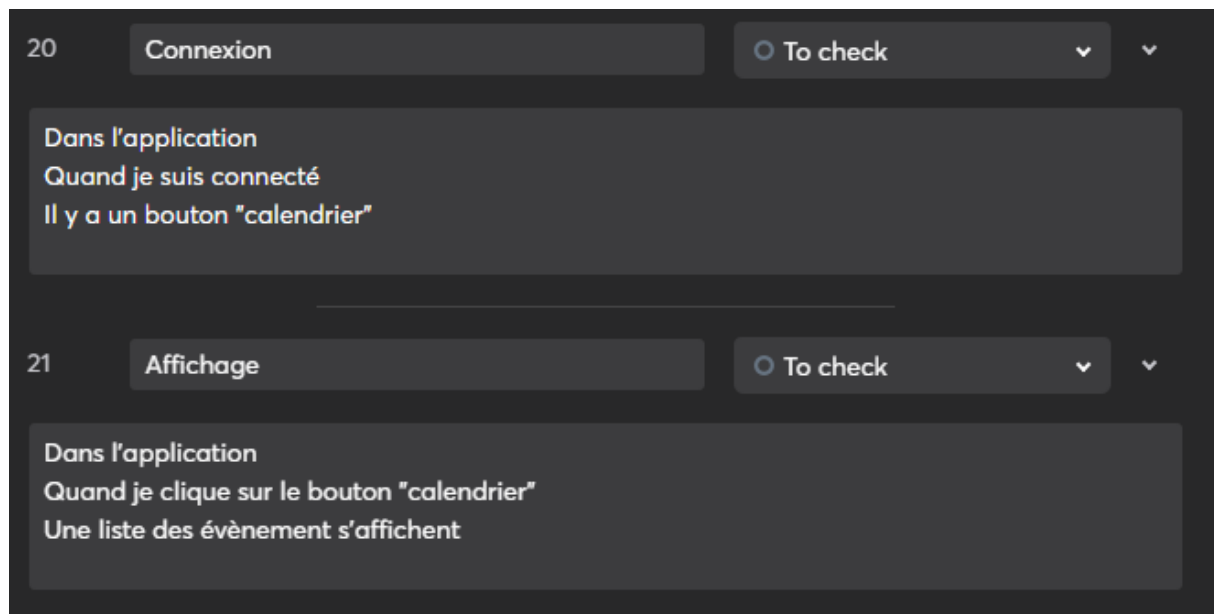 20 Connexion To check
Dans l'application
Quand je suis connecté
Il y a un bouton "calendrier"
21 Affichage To check
Dans l'application
Quand je clique sur le bouton "calendrier"
Une liste des évènement s'affichent